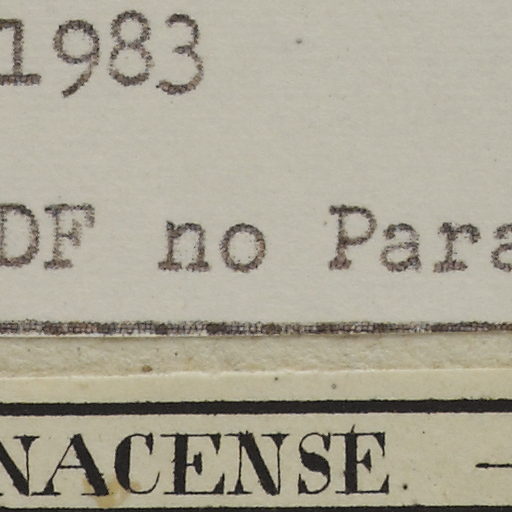 1983
DF no Para
NACENSE. —